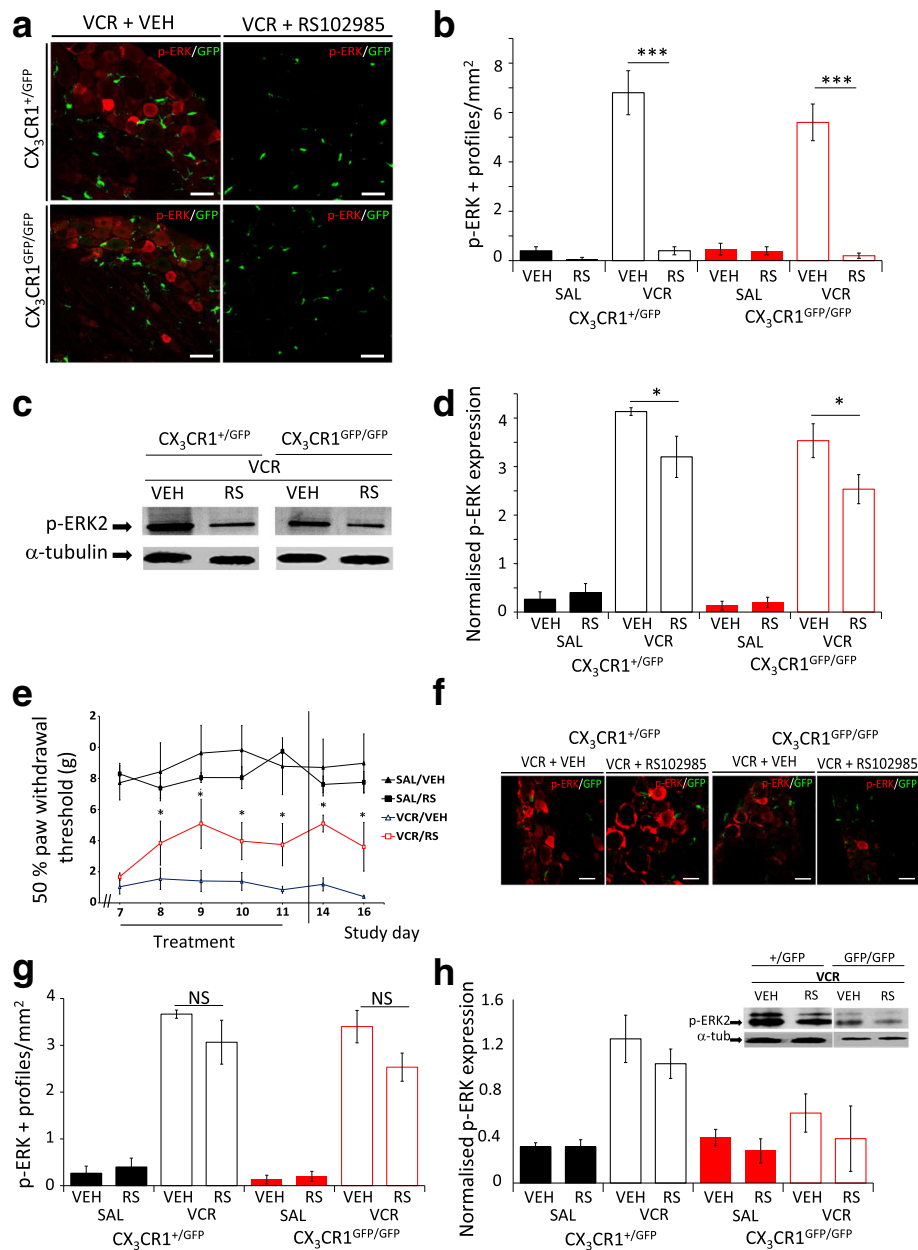 a
VCR + VEH
VCR + RS102985
p-ERK/GFP
p-ERK/GFP
CX3CR1+/GFP
p-ERK/GFP
p-ERK/GFP
CX3CR1GFP/GFP
b
p-ERK + profiles/mm2
8
6
4
2
0
***
***
VEH RS VEH RS VEH RS VEH RS
SAL VCR SAL VCR
CX3CR1+/GFP CX3CR1GFP/GFP
c
CX3CR1+/GFP CX3CR1GFP/GFP
VCR
VEH RS VEH RS
p-ERK2
α-tubulin
d
Normalised p-ERK expression
4
3
2
1
0
*
*
VEH RS VEH RS VEH RS VEH RS
SAL VCR SAL VCR
CX3CR1+/GFP CX3CR1GFP/GFP
e
50 % paw withdrawal
threshold (g)
2
0
8
6
4
2
0
* * * * * *
SAL/VEH
SAL/RS
VCR/VEH
VCR/RS
7 8 9 10 11 14 16
Treatment
Study day
f
CX3CR1+/GFP CX3CR1GFP/GFP
VCR + VEH VCR + RS102985 VCR + VEH VCR + RS102985
p-ERK/GFP p-ERK/GFP p-ERK/GFP p-ERK/GFP
g
p-ERK + profiles/mm2
4
3
2
1
0
NS
NS
VEH RS VEH RS VEH RS VEH RS
SAL VCR SAL VCR
CX3CR1+/GFP CX3CR1GFP/GFP
h
+/GFP GFP/GFP
VCR
VEH RS VEH RS
p-ERK2
α-tub
Normalised p-ERK expression
1.6
1.2
0.8
0.4
0
VEH RS VEH RS VEH RS VEH RS
SAL VCR SAL VCR
CX3CR1+/GFP CX3CR1GFP/GFP